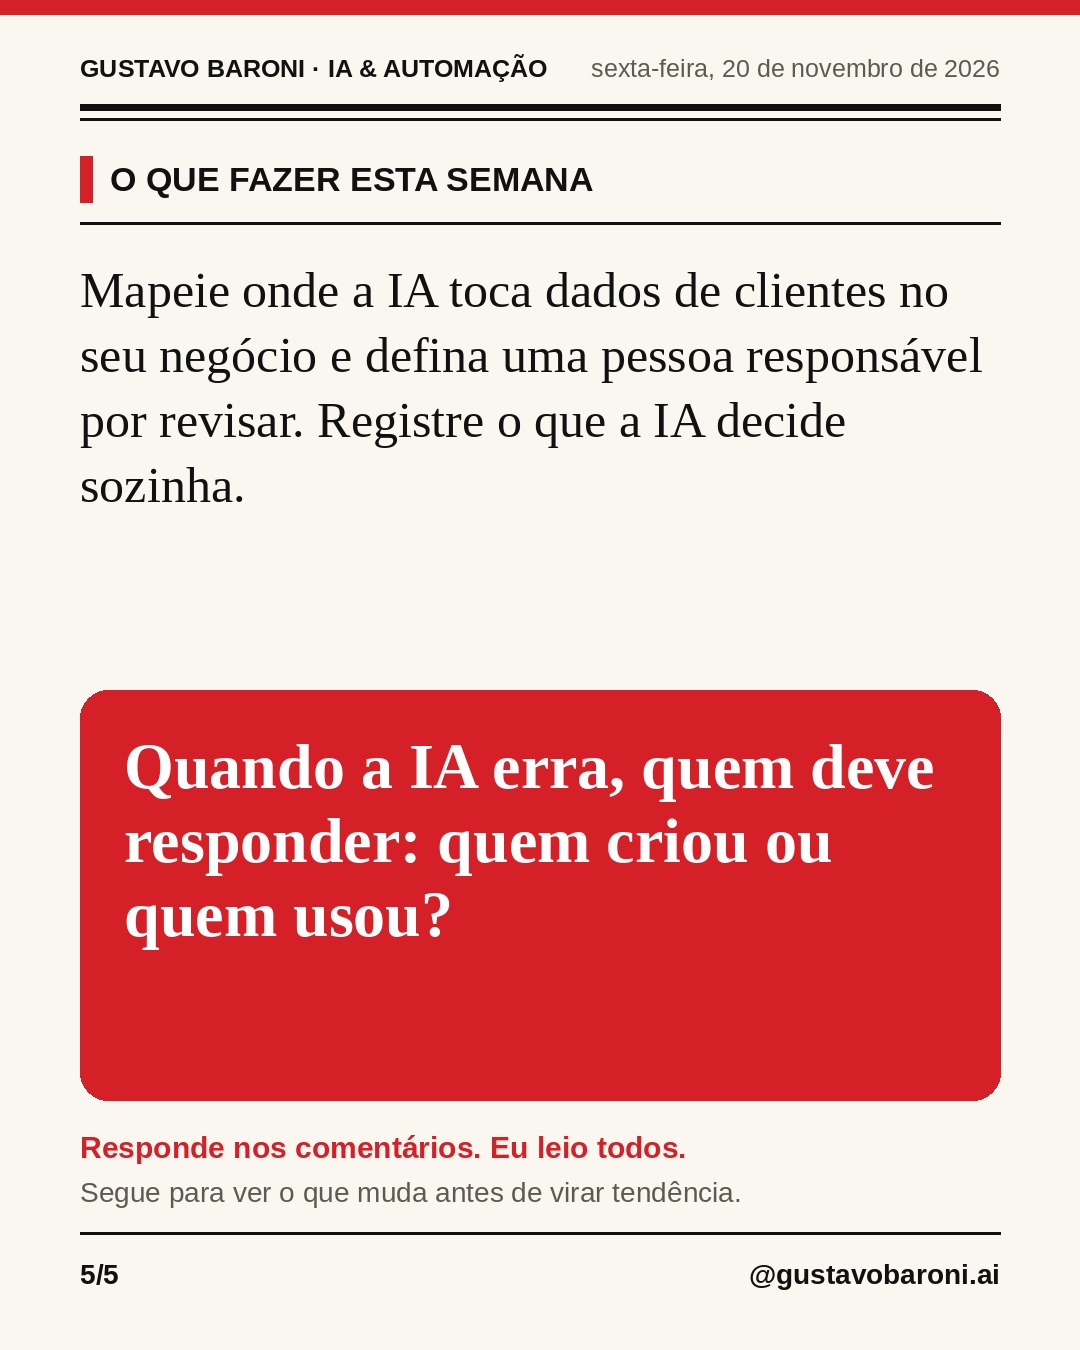 GUSTAVO BARONI · IA & AUTOMAÇÃO sexta-feira, 20 de novembro de 2026
O QUE FAZER ESTA SEMANA
Mapeie onde a IA toca dados de clientes no
seu negócio e defina uma pessoa responsável
por revisar. Registre o que a IA decide
sozinha.
Quando a IA erra, quem deve
responder: quem criou ou
quem usou?
Responde nos comentários. Eu leio todos.
Segue para ver o que muda antes de virar tendência.
5/5 @gustavobaroni.ai